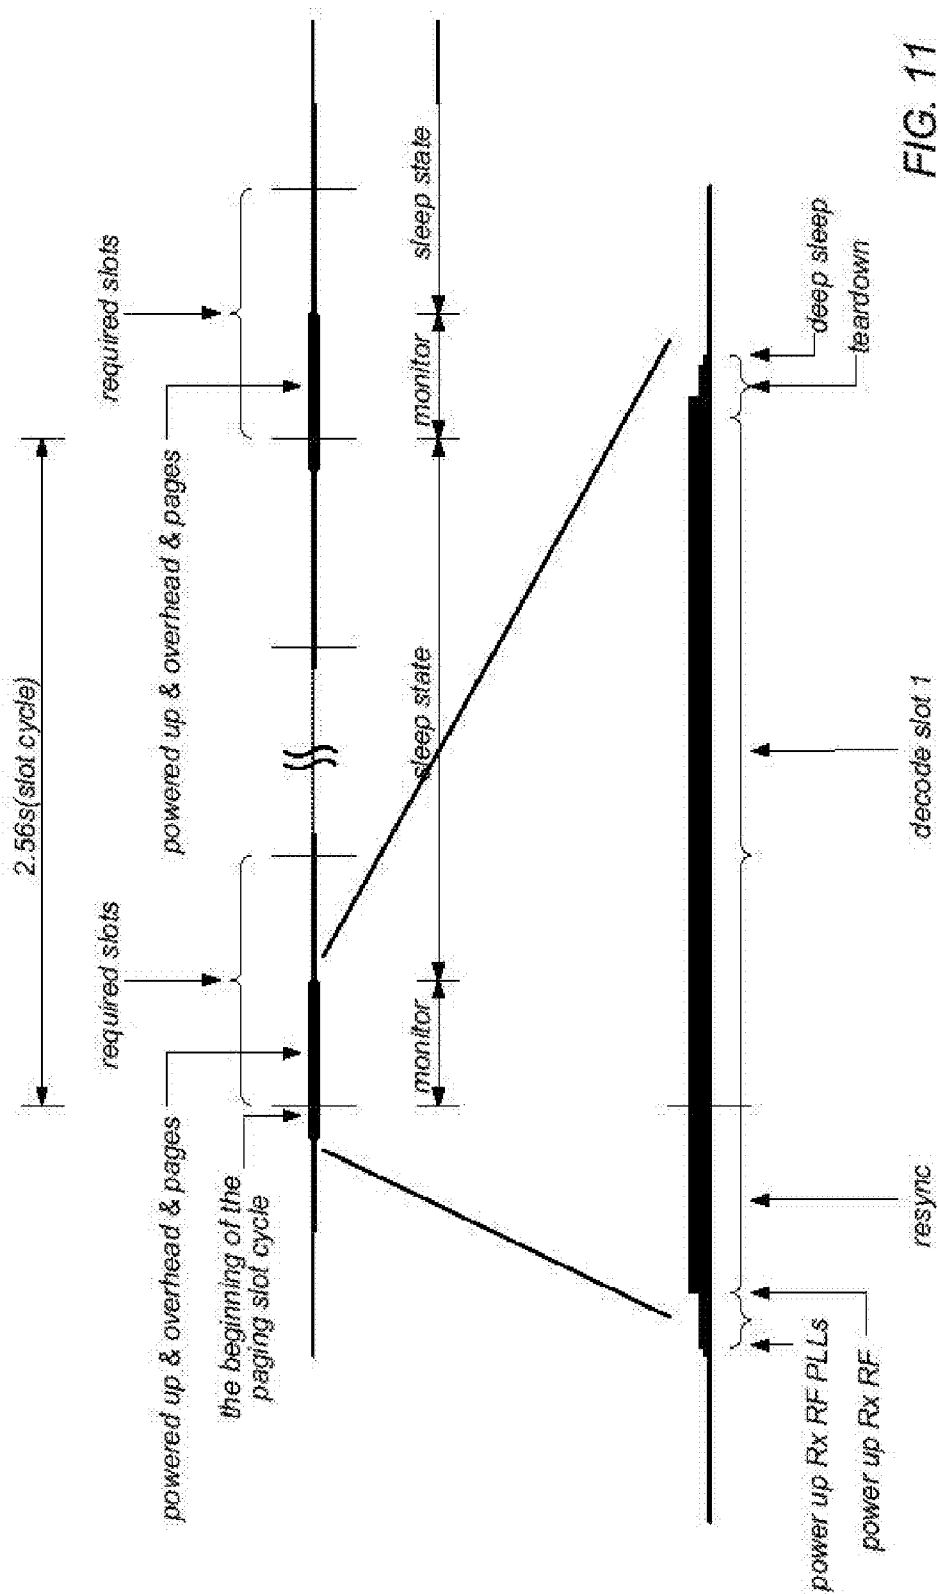 2.56s(slot cycle)
required slots
required slots
powered up & overhead & pages
powered up & overhead & pages
the beginning of the
paging slot cycle
monitor
sleep state
monitor
sleep state
power up Rx RF PLLs
power up Rx RF
resync
decode slot 1
deep sleep
teardown
FIG. 11